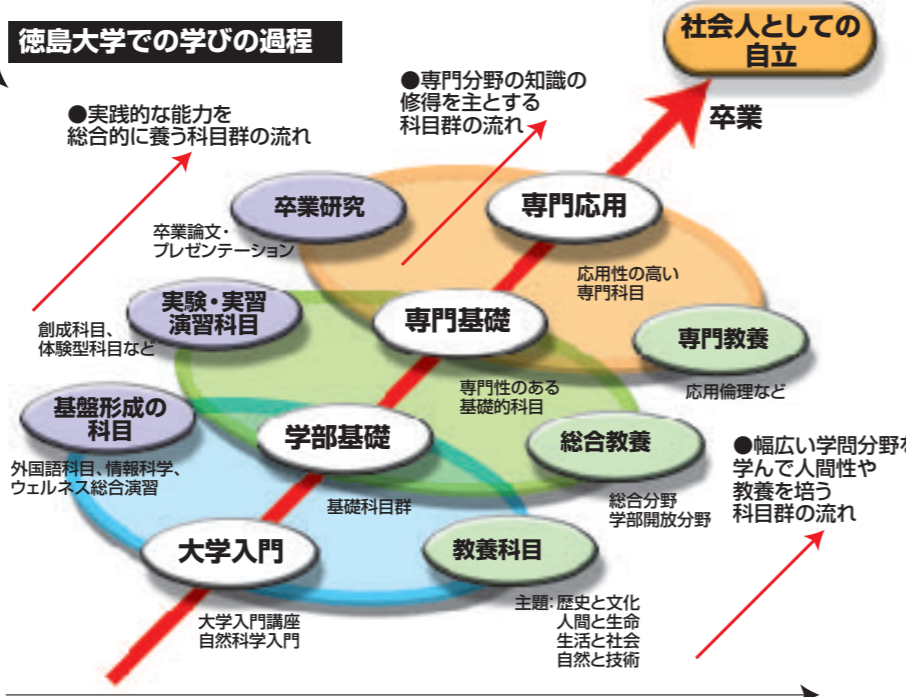 徳島大学での学びの過程
社会人としての
自立
卒業
●実践的な能力を
総合的に養う科目群の流れ
●専門分野の知識の
修得を主とする
科目群の流れ
卒業研究
卒業論文・
プレゼンテーション
専門応用
応用性の高い
専門科目
実験・実習
演習科目
創成科目、
体験型科目など
専門基礎
専門性のある
基礎的科目
専門教養
応用倫理など
基盤形成の
科目
外国語科目、情報科学、
ウェルネス総合演習
学部基礎
基礎科目群
総合教養
総合分野
学部開放分野
●幅広い学問分野を
学んで人間性や
教養を培う
科目群の流れ
大学入門
大学入門講座
自然科学入門
教養科目
主題：歴史と文化
人間と生命
生活と社会
自然と技術